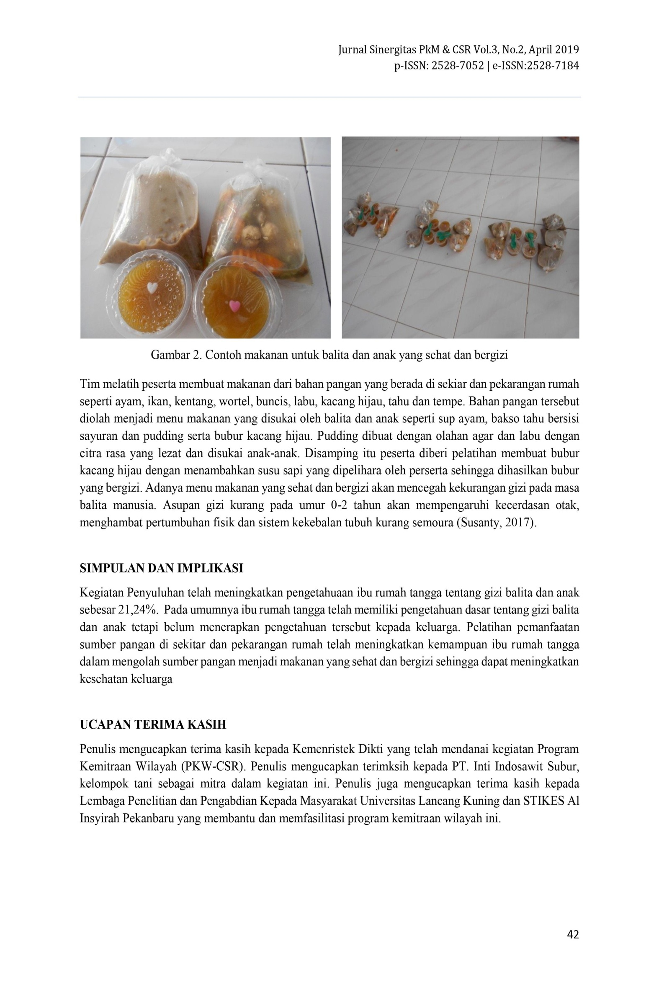 Jurnal Sinergitas PkM & CSR Vol.3, No.2, April 2019
p-ISSN: 2528-7052 | e-ISSN:2528-7184
Gambar 2. Contoh makanan untuk balita dan anak yang sehat dan bergizi
Tim melatih peserta membuat makanan dari bahan pangan yang berada di sekiar dan pekarangan rumah
seperti ayam, ikan, kentang, wortel, buncis, labu, kacang hijau, tahu dan tempe. Bahan pangan tersebut
diolah menjadi menu makanan yang disukai oleh balita dan anak seperti sup ayam, bakso tahu bersisi
sayuran dan pudding serta bubur kacang hijau. Pudding dibuat dengan olahan agar dan labu dengan
citra rasa yang lezat dan disukai anak-anak. Disamping itu peserta diberi pelatihan membuat bubur
kacang hijau dengan menambahkan susu sapi yang dipelihara oleh perserta sehingga dihasilkan bubur
yang bergizi. Adanya menu makanan yang sehat dan bergizi akan mencegah kekurangan gizi pada masa
balita manusia. Asupan gizi kurang pada umur 0-2 tahun akan mempengaruhi kecerdasan otak,
menghambat pertumbuhan fisik dan sistem kekebalan tubuh kurang semoura (Susanty, 2017).
SIMPULAN DAN IMPLIKASI
Kegiatan Penyuluhan telah meningkatkan pengetahuaan ibu rumah tangga tentang gizi balita dan anak
sebesar 21,24%. Pada umumnya ibu rumah tangga telah memiliki pengetahuan dasar tentang gizi balita
dan anak tetapi belum menerapkan pengetahuan tersebut kepada keluarga. Pelatihan pemanfaatan
sumber pangan di sekitar dan pekarangan rumah telah meningkatkan kemampuan ibu rumah tangga
dalam mengolah sumber pangan menjadi makanan yang sehat dan bergizi sehingga dapat meningkatkan
kesehatan keluarga
UCAPAN TERIMA KASIH
Penulis mengucapkan terima kasih kepada Kemenristek Dikti yang telah mendanai kegiatan Program
Kemitraan Wilayah (PKW-CSR). Penulis mengucapkan terimksih kepada PT. Inti Indosawit Subur,
kelompok tani sebagai mitra dalam kegiatan ini. Penulis juga mengucapkan terima kasih kepada
Lembaga Penelitian dan Pengabdian Kepada Masyarakat Universitas Lancang Kuning dan STIKES Al
Insyirah Pekanbaru yang membantu dan memfasilitasi program kemitraan wilayah ini.
42